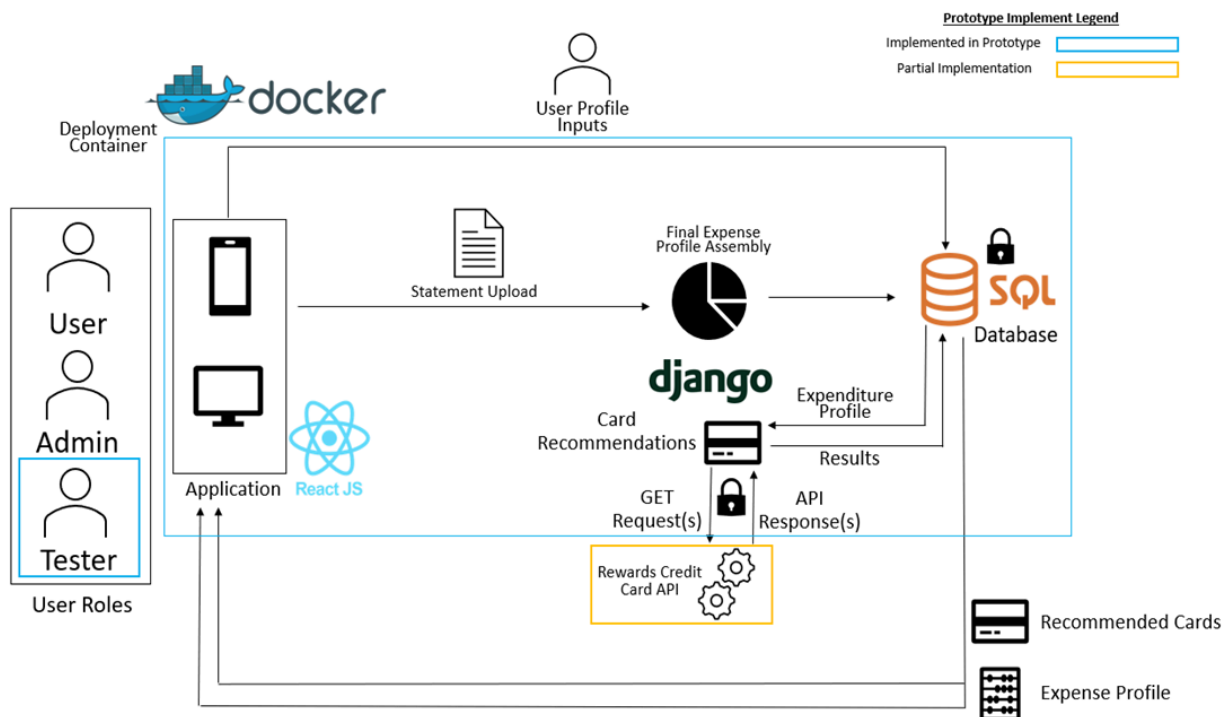 Prototype Implement Legend
Implemented in Prototype
Partial Implementation
docker
User Profile
Inputs
Deployment
Container
Final Expense
Profile Assembly
Statement Upload
SQL
Database
User
django
Expenditure
Profile
Admin
Card
Recommendations
Results
Application
React JS
GET
Request(s)
API
Response(s)
Tester
Rewards Credit
Card API
User Roles
Recommended Cards
Expense Profile